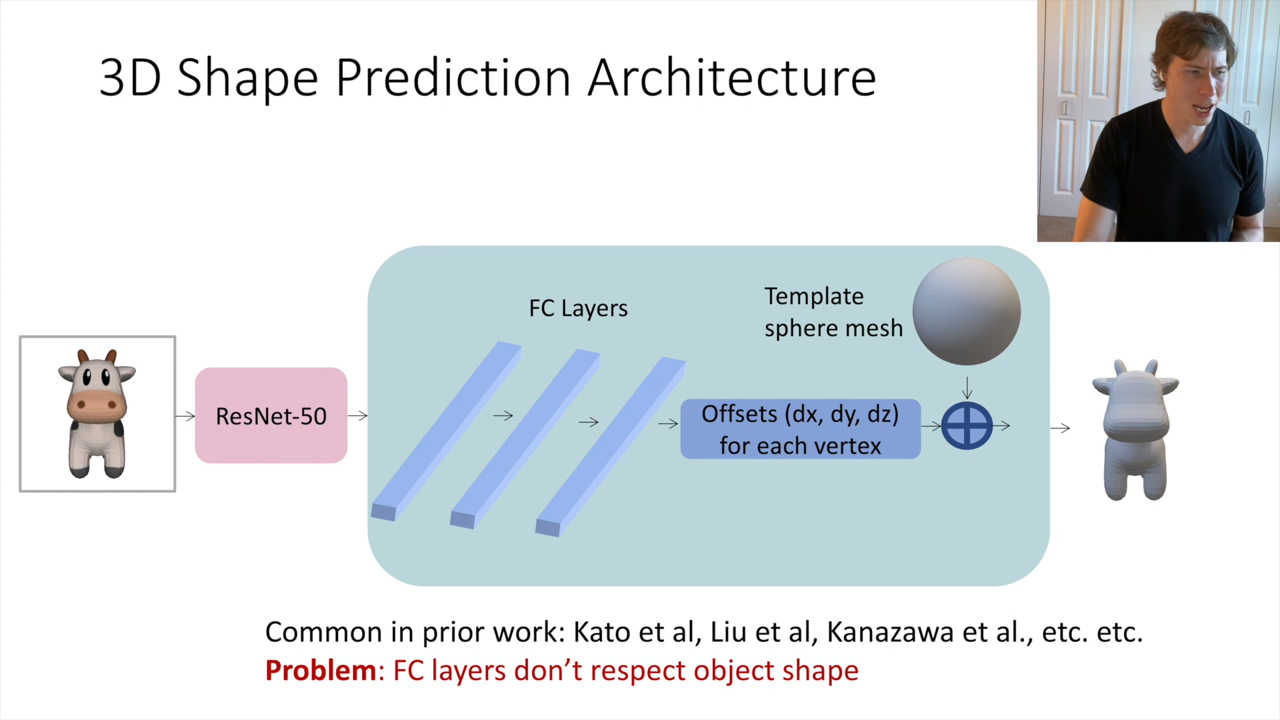 3D Shape Prediction Architecture
FC Layers
Template
sphere mesh
ResNet-50
Offsets (dx, dy, dz)
for each vertex
Common in prior work: Kato et al, Liu et al, Kanazawa et al., etc. etc.
Problem: FC layers don’t respect object shape